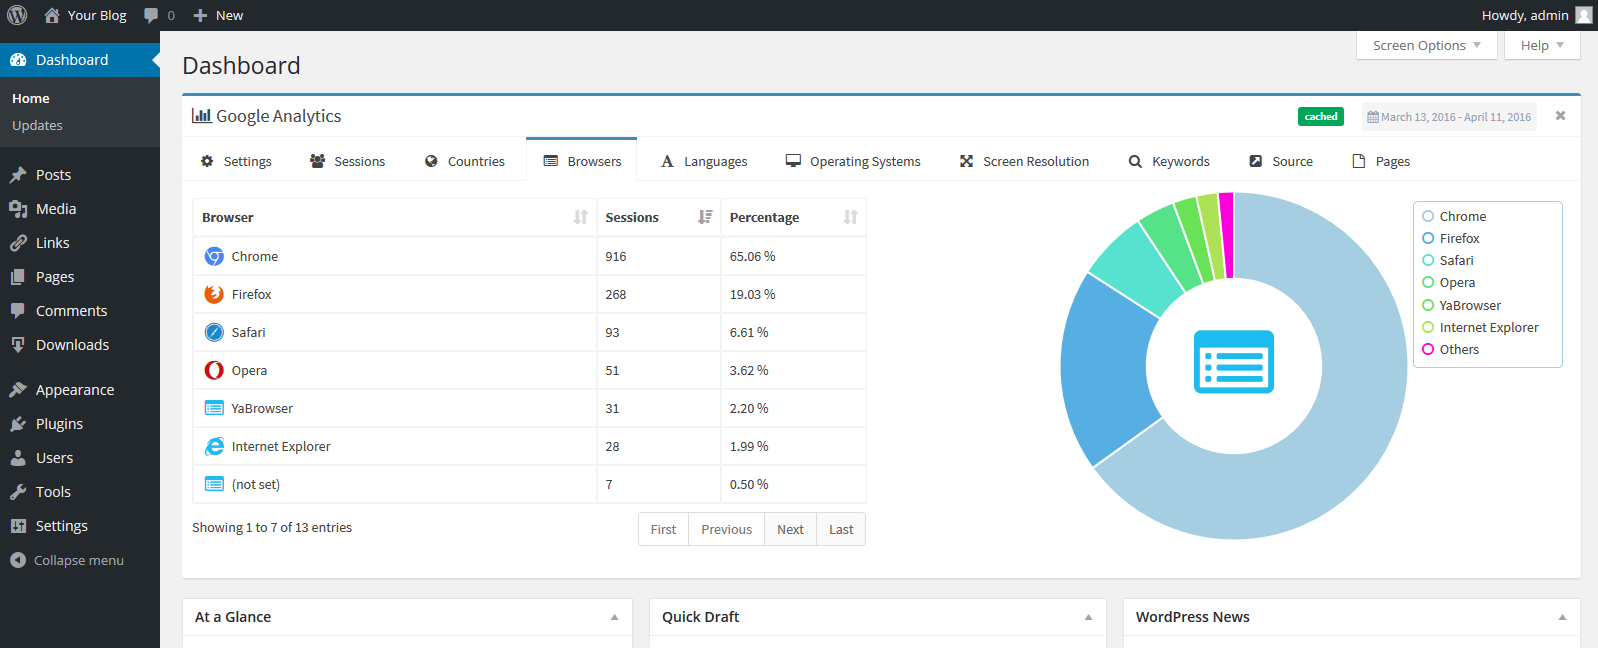 Your Blog 0 New Howdy, admin
Screen Options Help
Dashboard
Home
Updates
Posts
Media
Links
Pages
Comments
Downloads
Appearance
Plugins
Users
Tools
Settings
Collapse menu
Dashboard
Google Analytics cached March 13, 2016 - April 11, 2016
Settings Sessions Countries Browsers Languages Operating Systems Screen Resolution Keywords Source Pages
Browser Sessions Percentage
Chrome 916 65.06 %
Firefox 268 19.03 %
Safari 93 6.61 %
Opera 51 3.62 %
YaBrowser 31 2.20 %
Internet Explorer 28 1.99 %
(not set) 7 0.50 %
Showing 1 to 7 of 13 entries First Previous Next Last
Chrome
Firefox
Safari
Opera
YaBrowser
Internet Explorer
Others
At a Glance Quick Draft WordPress News